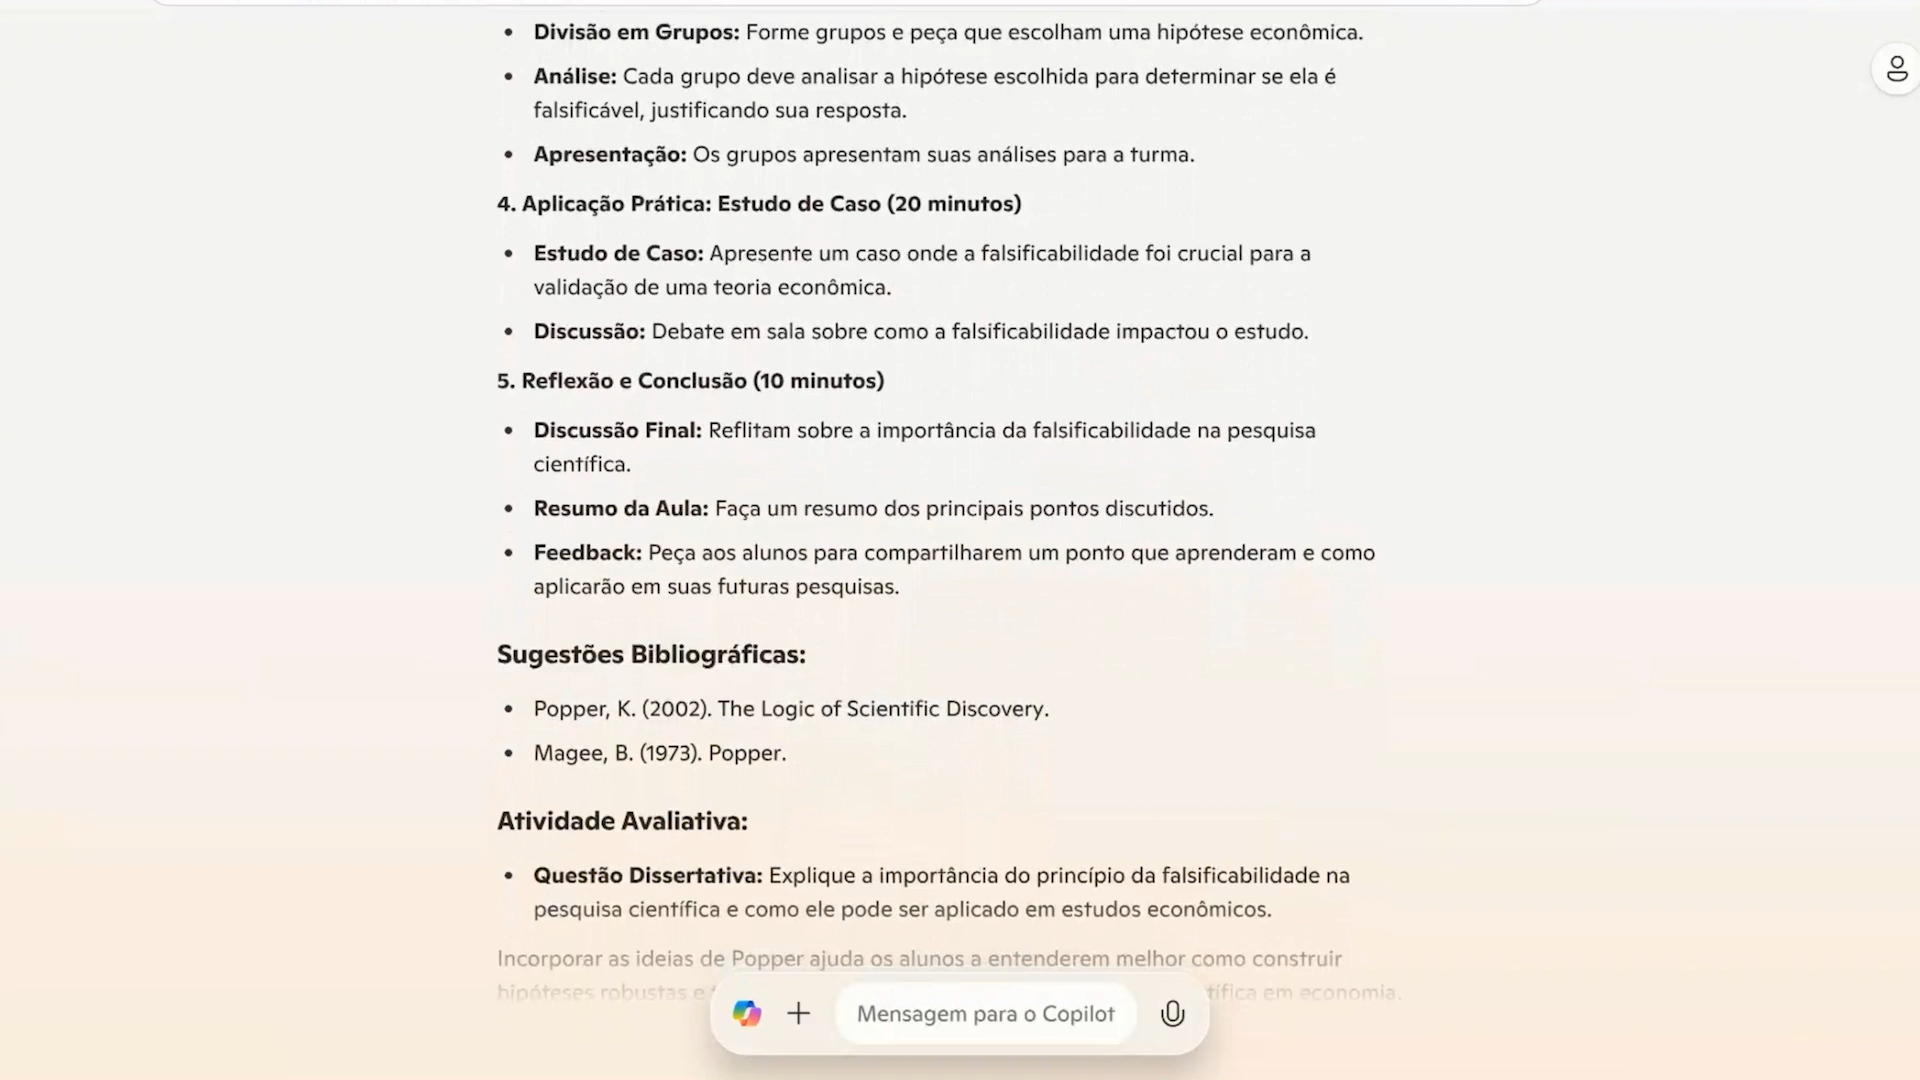 Divisão em Grupos: Forme grupos e peça que escolham uma hipótese econômica.
Análise: Cada grupo deve analisar a hipótese escolhida para determinar se ela é
falsificável, justificando sua resposta.
Apresentação: Os grupos apresentam suas análises para a turma.
4. Aplicação Prática: Estudo de Caso (20 minutos)
Estudo de Caso: Apresente um caso onde a falsificabilidade foi crucial para a
validação de uma teoria econômica.
Discussão: Debate em sala sobre como a falsificabilidade impactou o estudo.
5. Reflexão e Conclusão (10 minutos)
Discussão Final: Reflitam sobre a importância da falsificabilidade na pesquisa
científica.
Resumo da Aula: Faça um resumo dos principais pontos discutidos.
Feedback: Peça aos alunos para compartilharem um ponto que aprenderam e como
aplicarão em suas futuras pesquisas.
Sugestões Bibliográficas:
Popper, K. (2002). The Logic of Scientific Discovery.
Magee, B. (1973). Popper.
Atividade Avaliativa:
Questão Dissertativa: Explique a importância do princípio da falsificabilidade na
pesquisa científica e como ele pode ser aplicado em estudos econômicos.
Incorporar as ideias de Popper ajuda os alunos a entenderem melhor como construir
hipóteses robustas e em economia.
Mensagem para o Copilot